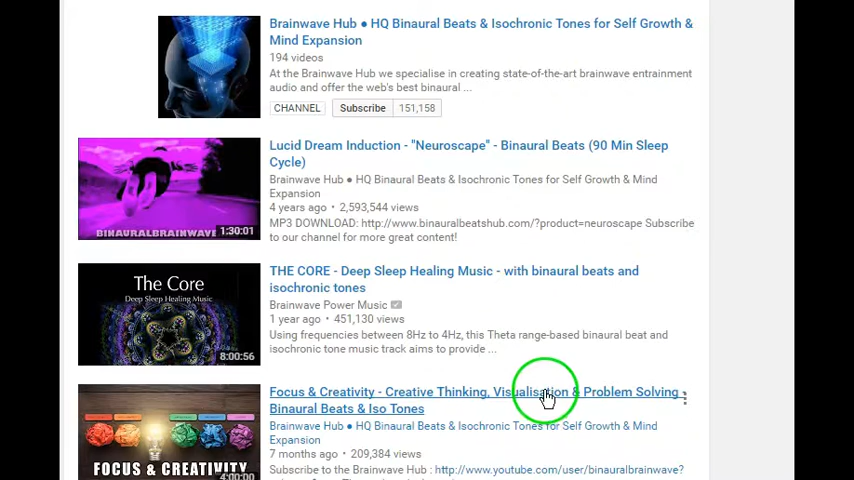 Brainwave Hub ● HQ Binaural Beats & Isochronic Tones for Self Growth &
Mind Expansion
194 videos
At the Brainwave Hub we specialise in creating state-of-the-art brainwave entrainment
audio and offer the web's best binaural ...
CHANNEL Subscribe 151,158
Lucid Dream Induction - "Neuroscape" - Binaural Beats (90 Min Sleep
Cycle)
Brainwave Hub ● HQ Binaural Beats & Isochronic Tones for Self Growth & Mind
Expansion
4 years ago • 2,593,544 views
MP3 DOWNLOAD: http://www.binauralbeatshub.com/?product=neuroscape Subscribe
to our channel for more great content!
BINAURALBRAINWAVE
1:30:01
The Core
Deep Sleep Healing Music
8:00:56
THE CORE - Deep Sleep Healing Music - with binaural beats and
isochronic tones
Brainwave Power Music
1 year ago • 451,130 views
Using frequencies between 8Hz to 4Hz, this Theta range-based binaural beat and
isochronic tone music track aims to provide ...
FOCUS & CREATIVITY
4:00:00
Focus & Creativity - Creative Thinking, Visualisation & Problem Solving -
Binaural Beats & Iso Tones
Brainwave Hub ● HQ Binaural Beats & Isochronic Tones for Self Growth & Mind
Expansion
7 months ago • 209,384 views
Subscribe to the Brainwave Hub : http://www.youtube.com/user/binauralbrainwave?